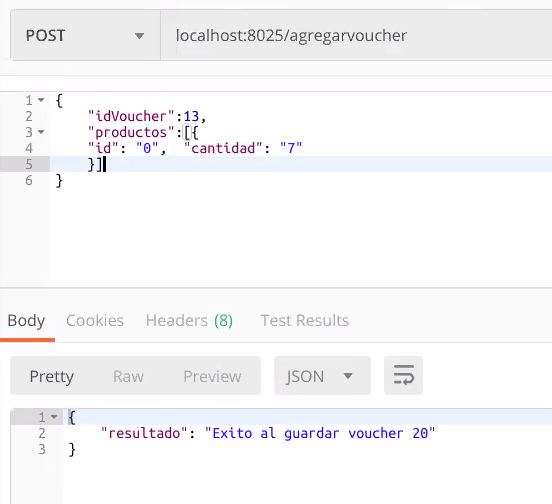 POST localhost:8025/agregarvoucher
1 {
2 "idVoucher":13,
3 "productos":[{
4 "id": "0", "cantidad": "7"
5 }]
6 }
Body Cookies Headers (8) Test Results
Pretty Raw Preview JSON
1 {
2 "resultado": "Exito al guardar voucher 20"
3 }